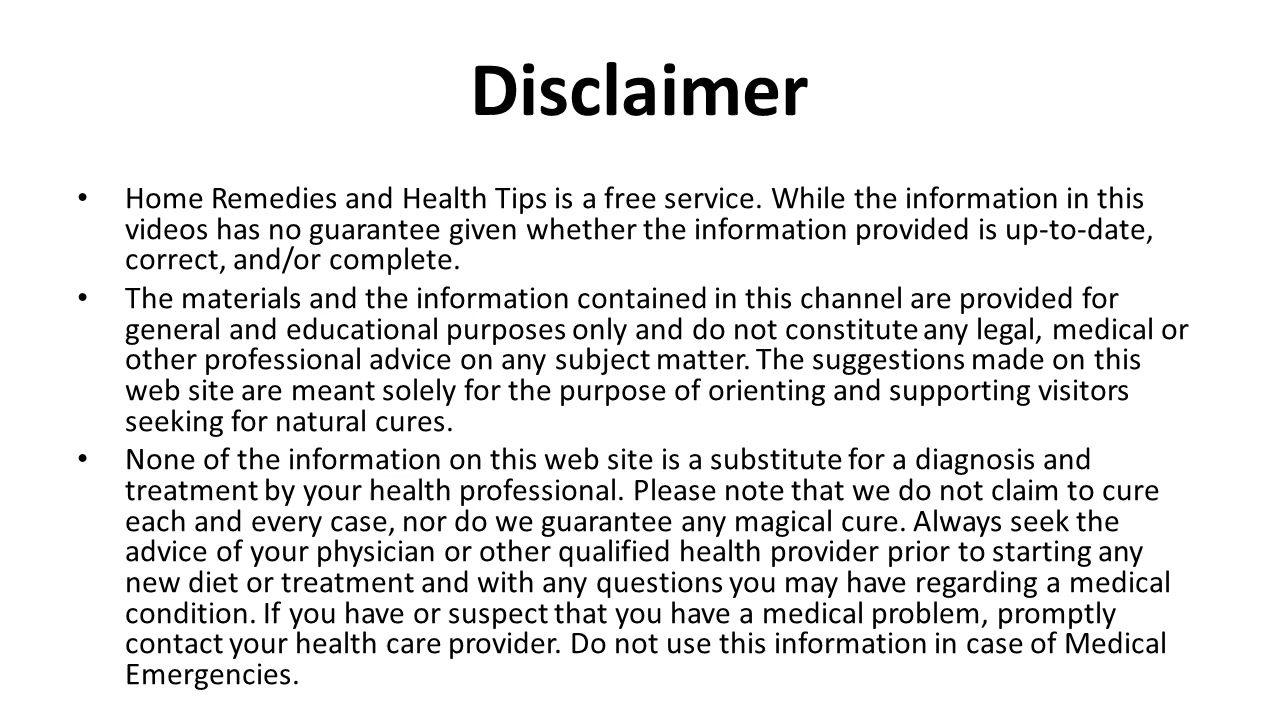 Disclaimer
• Home Remedies and Health Tips is a free service. While the information in this
videos has no guarantee given whether the information provided is up-to-date,
correct, and/or complete.
• The materials and the information contained in this channel are provided for
general and educational purposes only and do not constitute any legal, medical or
other professional advice on any subject matter. The suggestions made on this
web site are meant solely for the purpose of orienting and supporting visitors
seeking for natural cures.
• None of the information on this web site is a substitute for a diagnosis and
treatment by your health professional. Please note that we do not claim to cure
each and every case, nor do we guarantee any magical cure. Always seek the
advice of your physician or other qualified health provider prior to starting any
new diet or treatment and with any questions you may have regarding a medical
condition. If you have or suspect that you have a medical problem, promptly
contact your health care provider. Do not use this information in case of Medical
Emergencies.